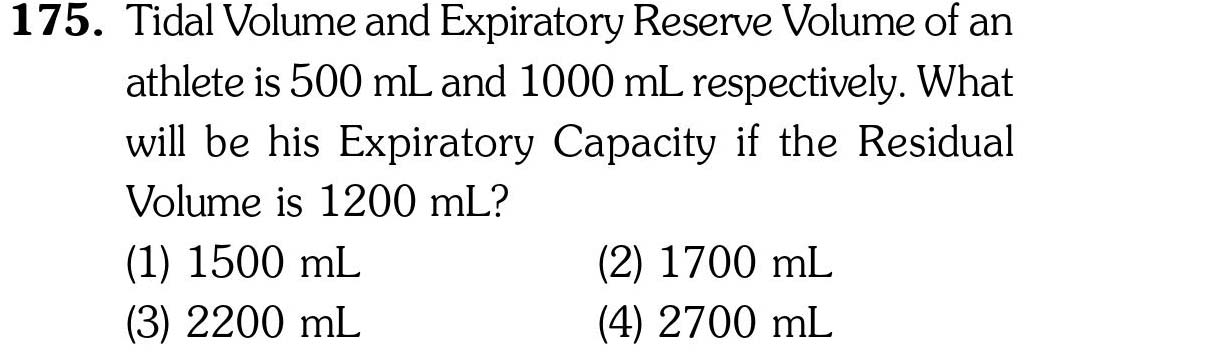 175. Tidal Volume and Expiratory Reserve Volume of an
athlete is 500 mL and 1000 mL respectively. What
will be his Expiratory Capacity if the Residual
Volume is 1200 mL?
(1) 1500 mL (2) 1700 mL
(3) 2200 mL (4) 2700 mL